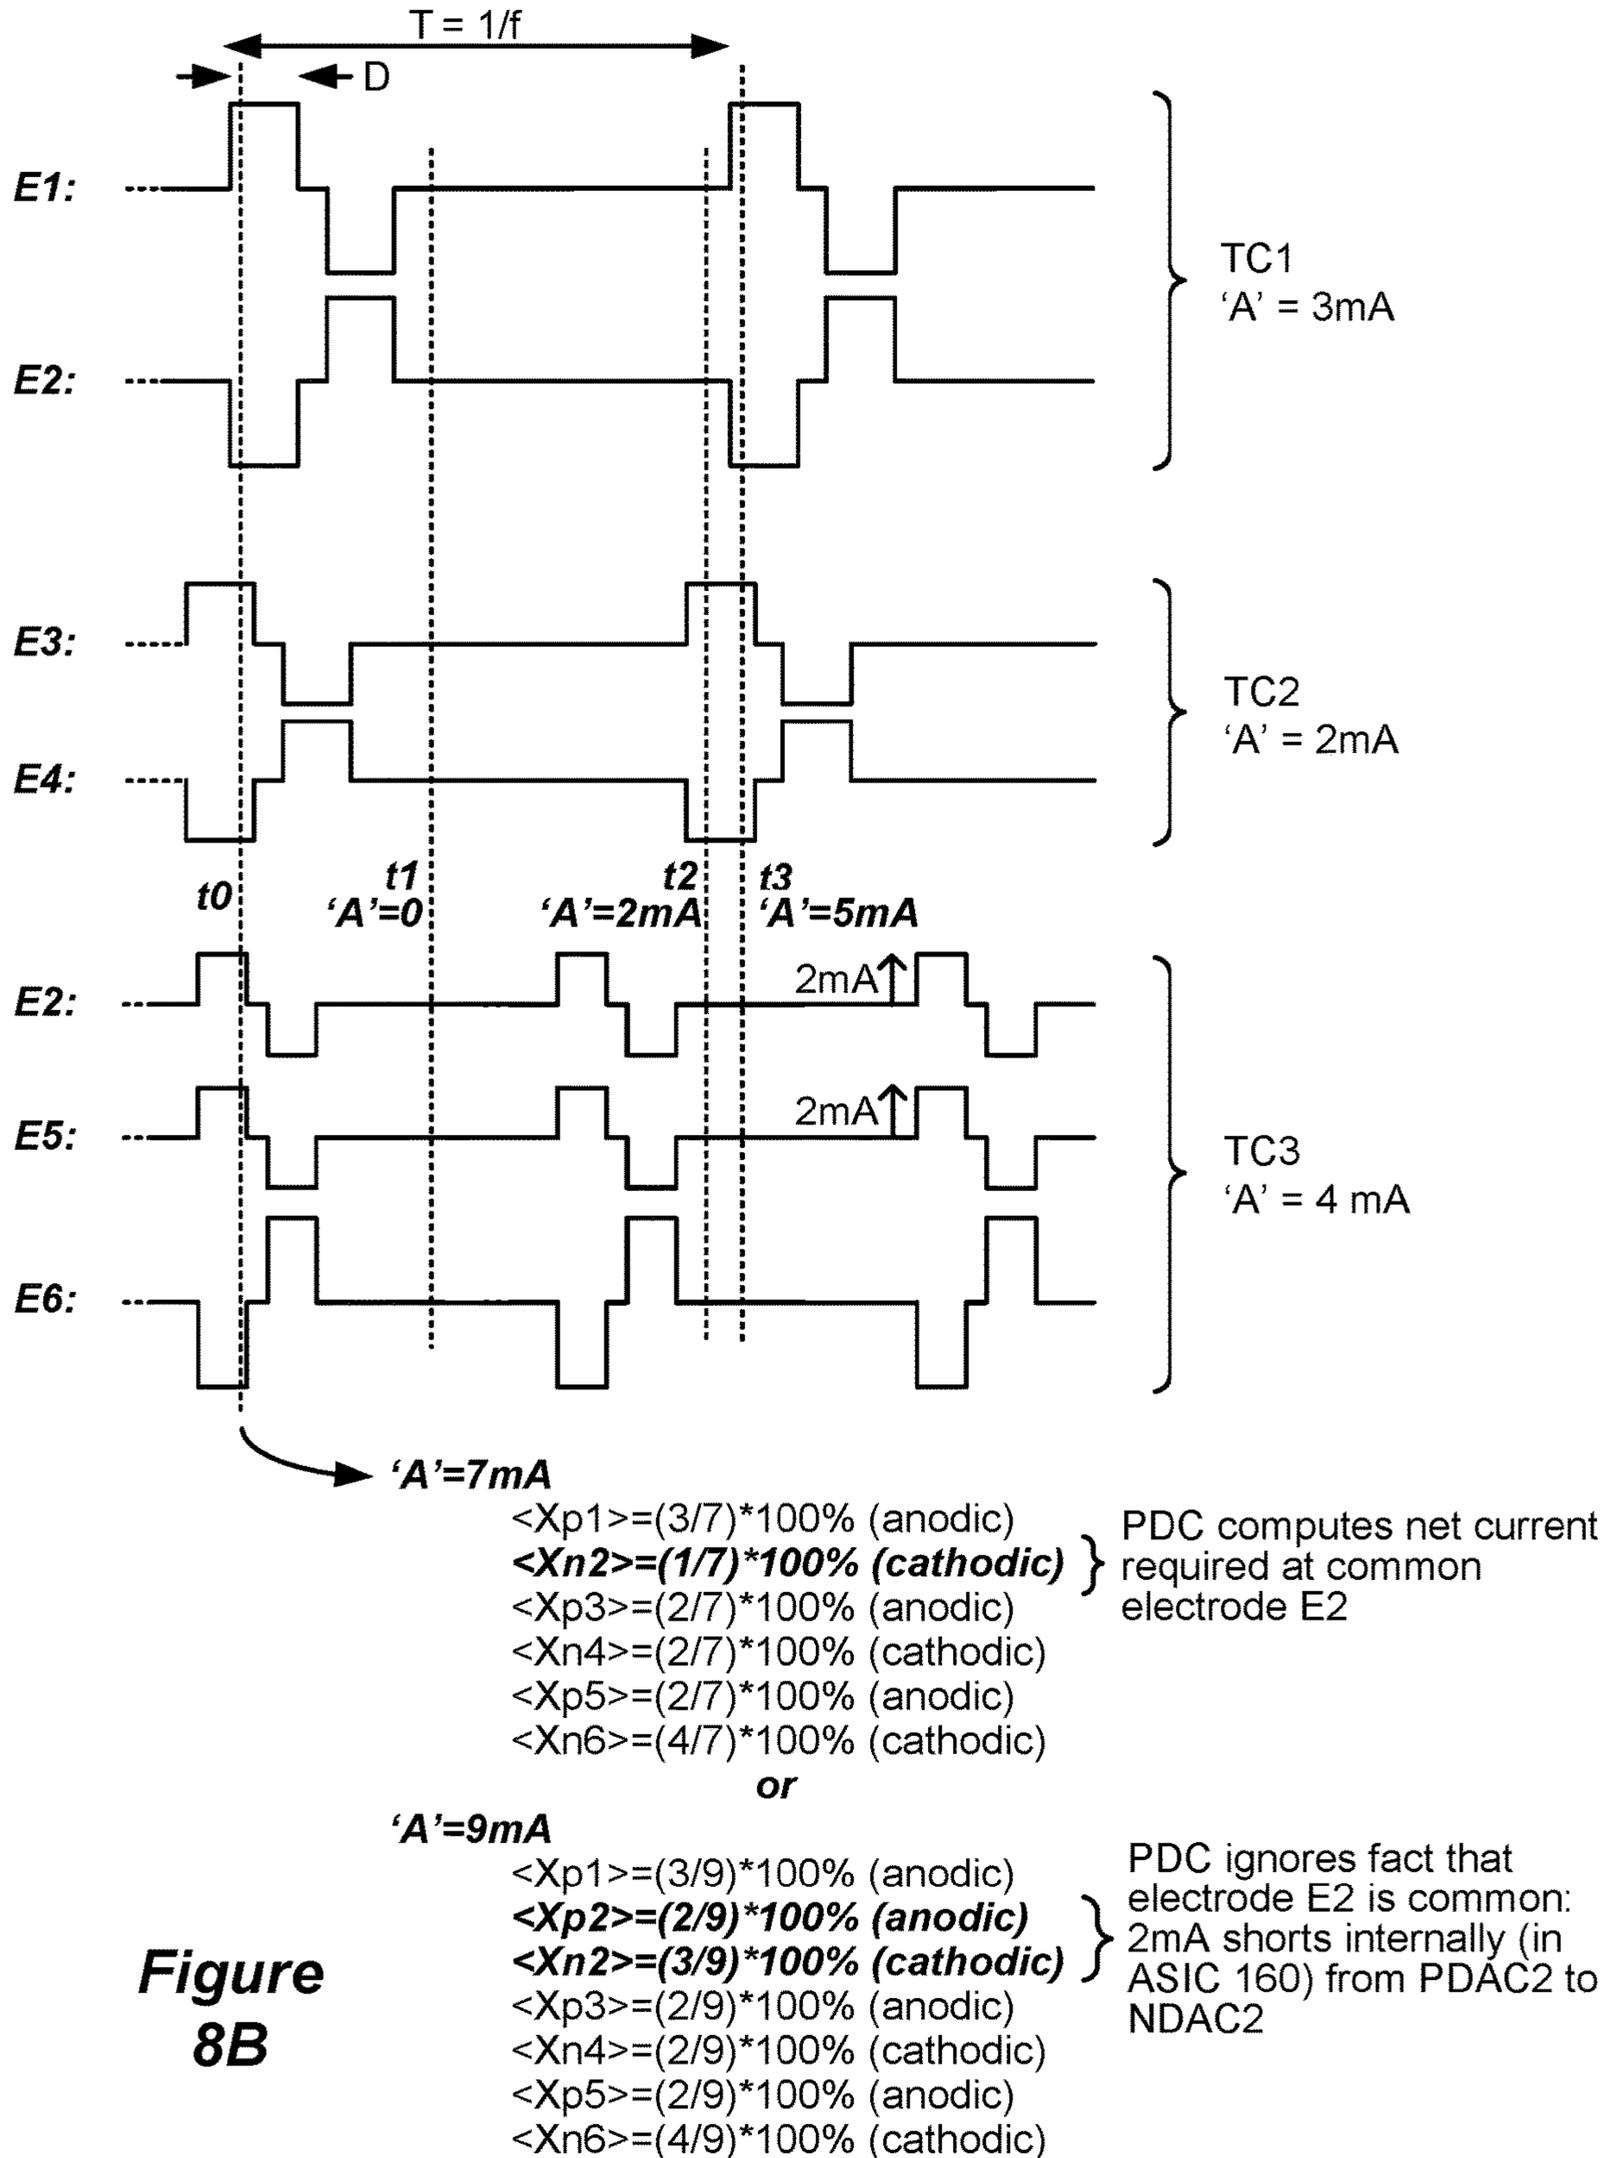 T = 1/f
D
E1:
TC1
‘A’ = 3mA
E2:
E3:
TC2
‘A’ = 2mA
E4:
t0
t1
‘A’=0
t2
‘A’=2mA
t3
‘A’=5mA
2mA
E2:
2mA
E5:
TC3
‘A’ = 4 mA
E6:
‘A’=7mA
<Xp1>=(3/7)*100% (anodic)
<Xn2>=(1/7)*100% (cathodic)
<Xp3>=(2/7)*100% (anodic)
<Xn4>=(2/7)*100% (cathodic)
<Xp5>=(2/7)*100% (anodic)
<Xn6>=(4/7)*100% (cathodic)
PDC computes net current
required at common
electrode E2
or
‘A’=9mA
<Xp1>=(3/9)*100% (anodic)
<Xp2>=(2/9)*100% (anodic)
<Xn2>=(3/9)*100% (cathodic)
<Xp3>=(2/9)*100% (anodic)
<Xn4>=(2/9)*100% (cathodic)
<Xp5>=(2/9)*100% (anodic)
<Xn6>=(4/9)*100% (cathodic)
PDC ignores fact that
electrode E2 is common:
2mA shorts internally (in
ASIC 160) from PDAC2 to
NDAC2
Figure
8B